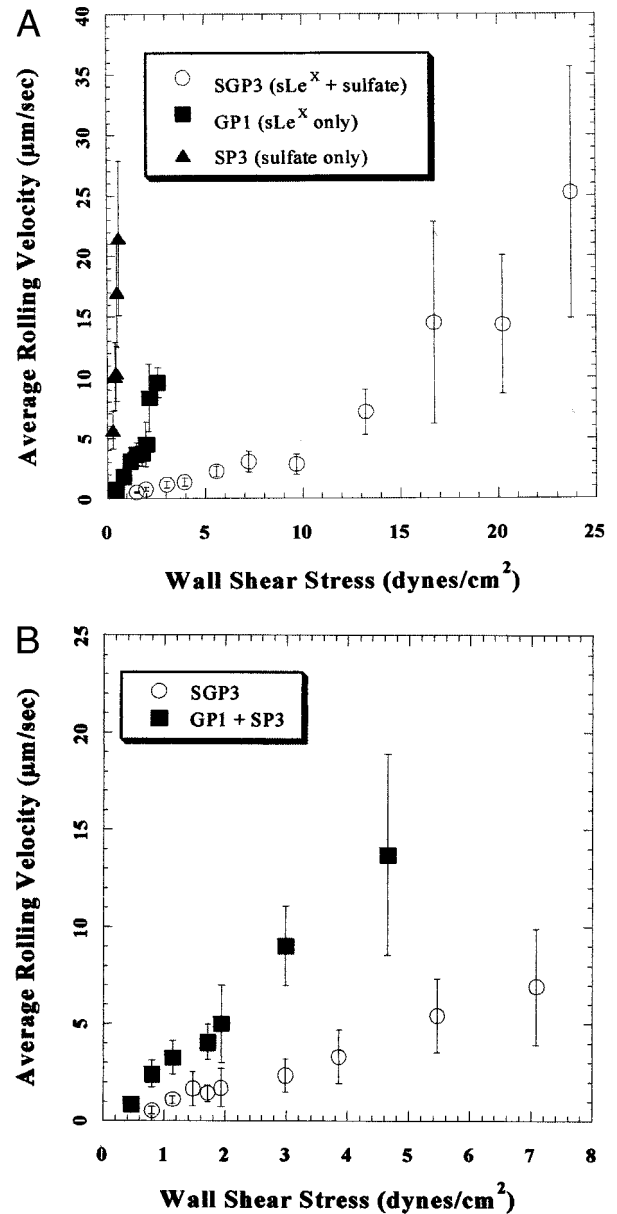 A
Average Rolling Velocity (μm/sec)
40
35
30
25
20
15
10
5
0
SGP3 (sLeˣ + sulfate)
GP1 (sLeˣ only)
SP3 (sulfate only)
0 5 10 15 20 25
Wall Shear Stress (dynes/cm²)
B
Average Rolling Velocity (μm/sec)
25
20
15
10
5
0
SGP3
GP1 + SP3
0 1 2 3 4 5 6 7 8
Wall Shear Stress (dynes/cm²)